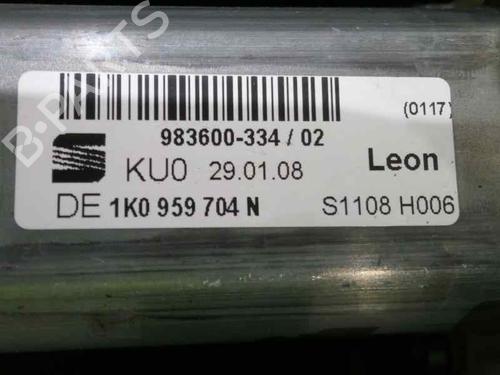 (0117)
983600-334 / 02
KU0 29.01.08 Leon
DE 1K0 959 704 N S1108 H006
B-PARTS